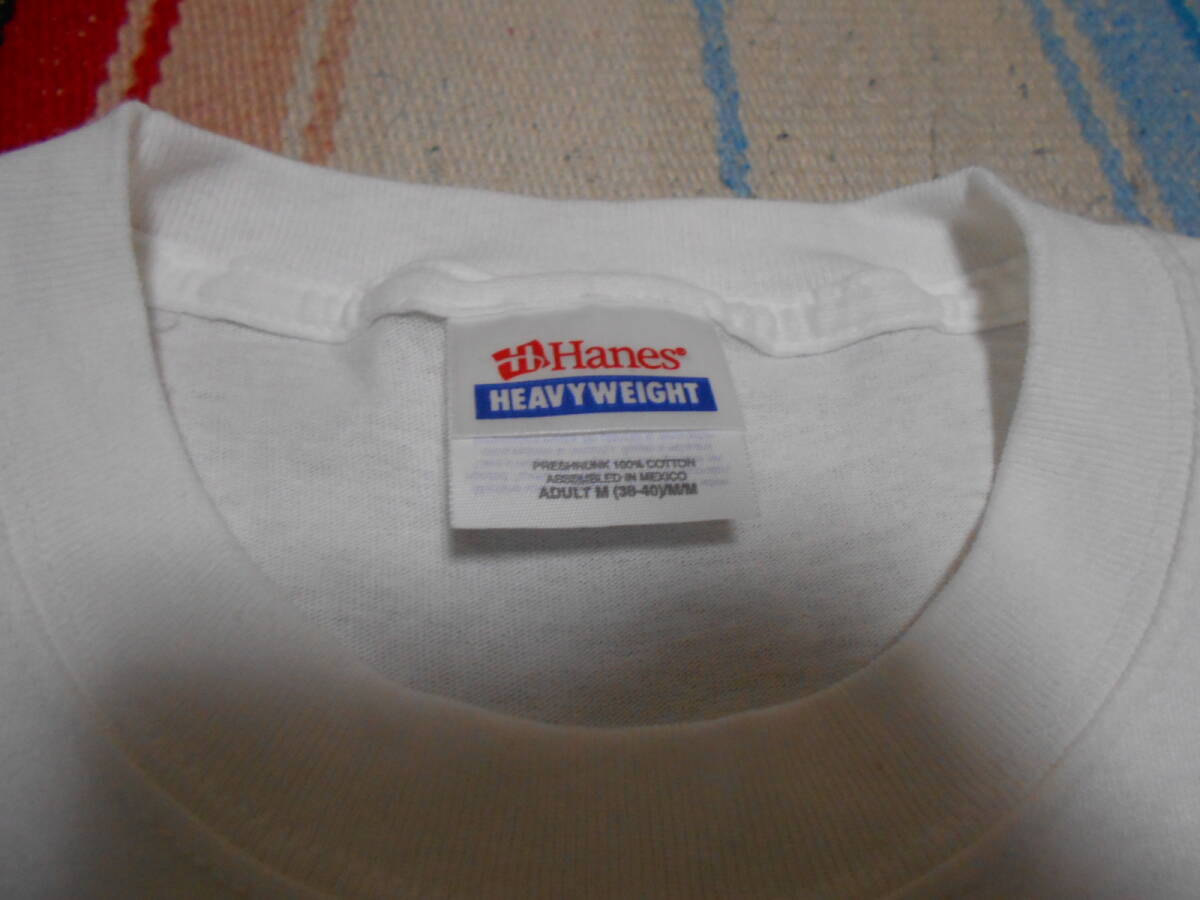 H Hanes®
HEAVYWEIGHT
PRESHRUNK 100% COTTON
ASSEMBLED IN MEXICO
ADULT M (38-40)/M/M